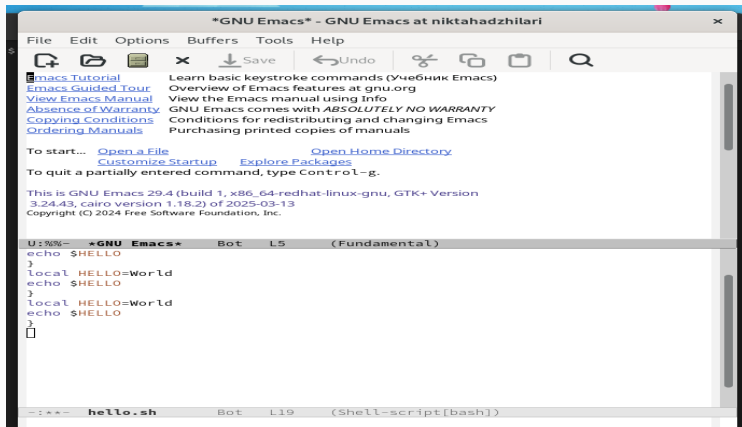 *GNU Emacs* - GNU Emacs at niktahadzhilari
File Edit Options Buffers Tools Help
Save Undo
Emacs Tutorial Learn basic keystroke commands (Учебник Emacs)
Emacs Guided Tour Overview of Emacs features at gnu.org
View Emacs Manual View the Emacs manual using Info
Absence of Warranty GNU Emacs comes with ABSOLUTELY NO WARRANTY
Copying Conditions Conditions for redistributing and changing Emacs
Ordering Manuals Purchasing printed copies of manuals
To start... Open a File Open Home Directory
Customize Startup Explore Packages
To quit a partially entered command, type Control-g.
This is GNU Emacs 29.4 (build 1, x86_64-redhat-linux-gnu, GTK+ Version
3.24.43, cairo version 1.18.2) of 2025-03-13
Copyright (C) 2024 Free Software Foundation, Inc.
U:%%- *GNU Emacs* Bot L5 (Fundamental)
echo $HELLO
}
local HELLO=World
echo $HELLO
}
local HELLO=World
echo $HELLO
}
-:**- hello.sh Bot L19 (Shell-script[bash])